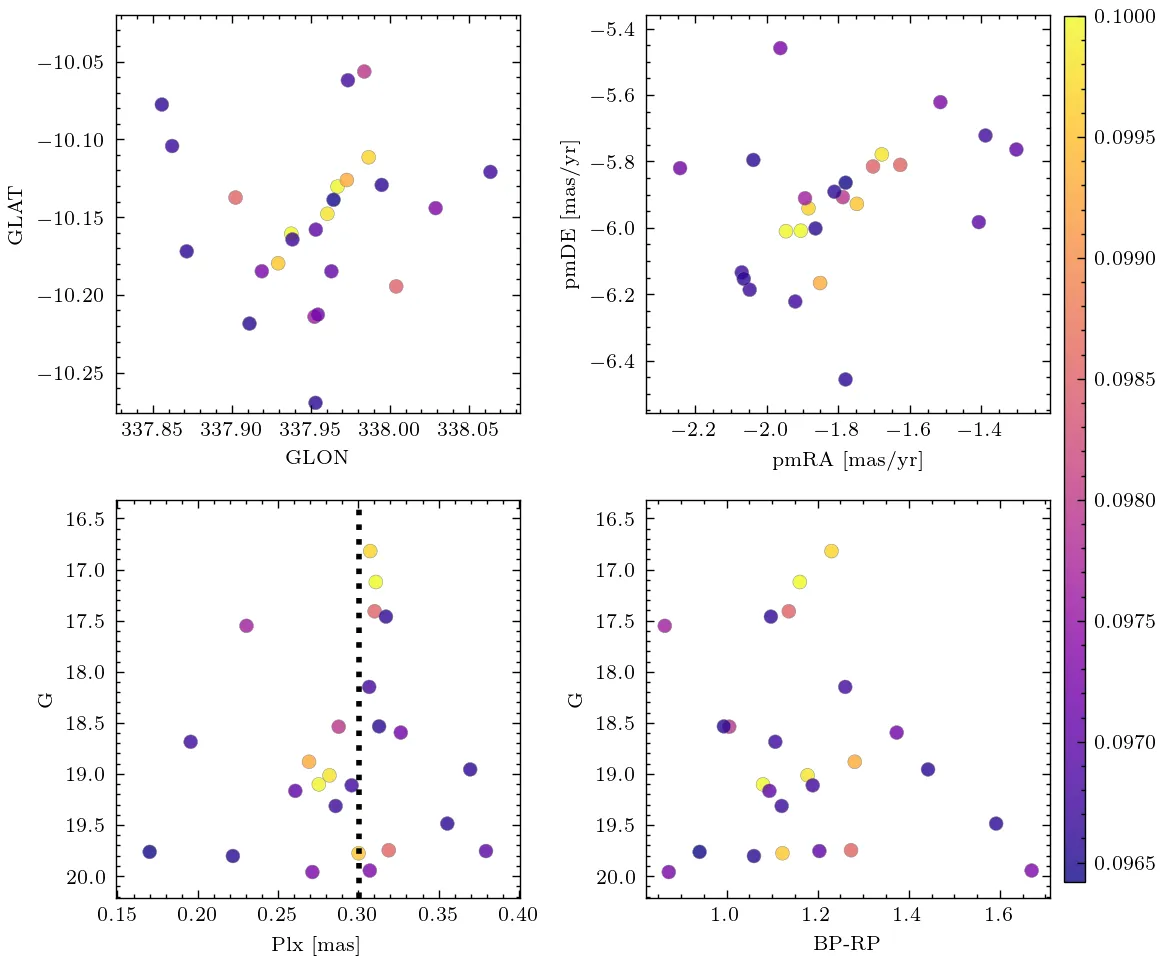 −10.05
−10.10
−10.15
−10.20
−10.25
GLAT
337.85 337.90 337.95 338.00 338.05
GLON
−5.4
−5.6
−5.8
−6.0
−6.2
−6.4
pmDE [mas/yr]
−2.2 −2.0 −1.8 −1.6 −1.4
pmRA [mas/yr]
16.5
17.0
17.5
18.0
18.5
19.0
19.5
20.0
G
0.15 0.20 0.25 0.30 0.35 0.40
Plx [mas]
16.5
17.0
17.5
18.0
18.5
19.0
19.5
20.0
G
1.0 1.2 1.4 1.6
BP-RP
0.1000
0.0995
0.0990
0.0985
0.0980
0.0975
0.0970
0.0965